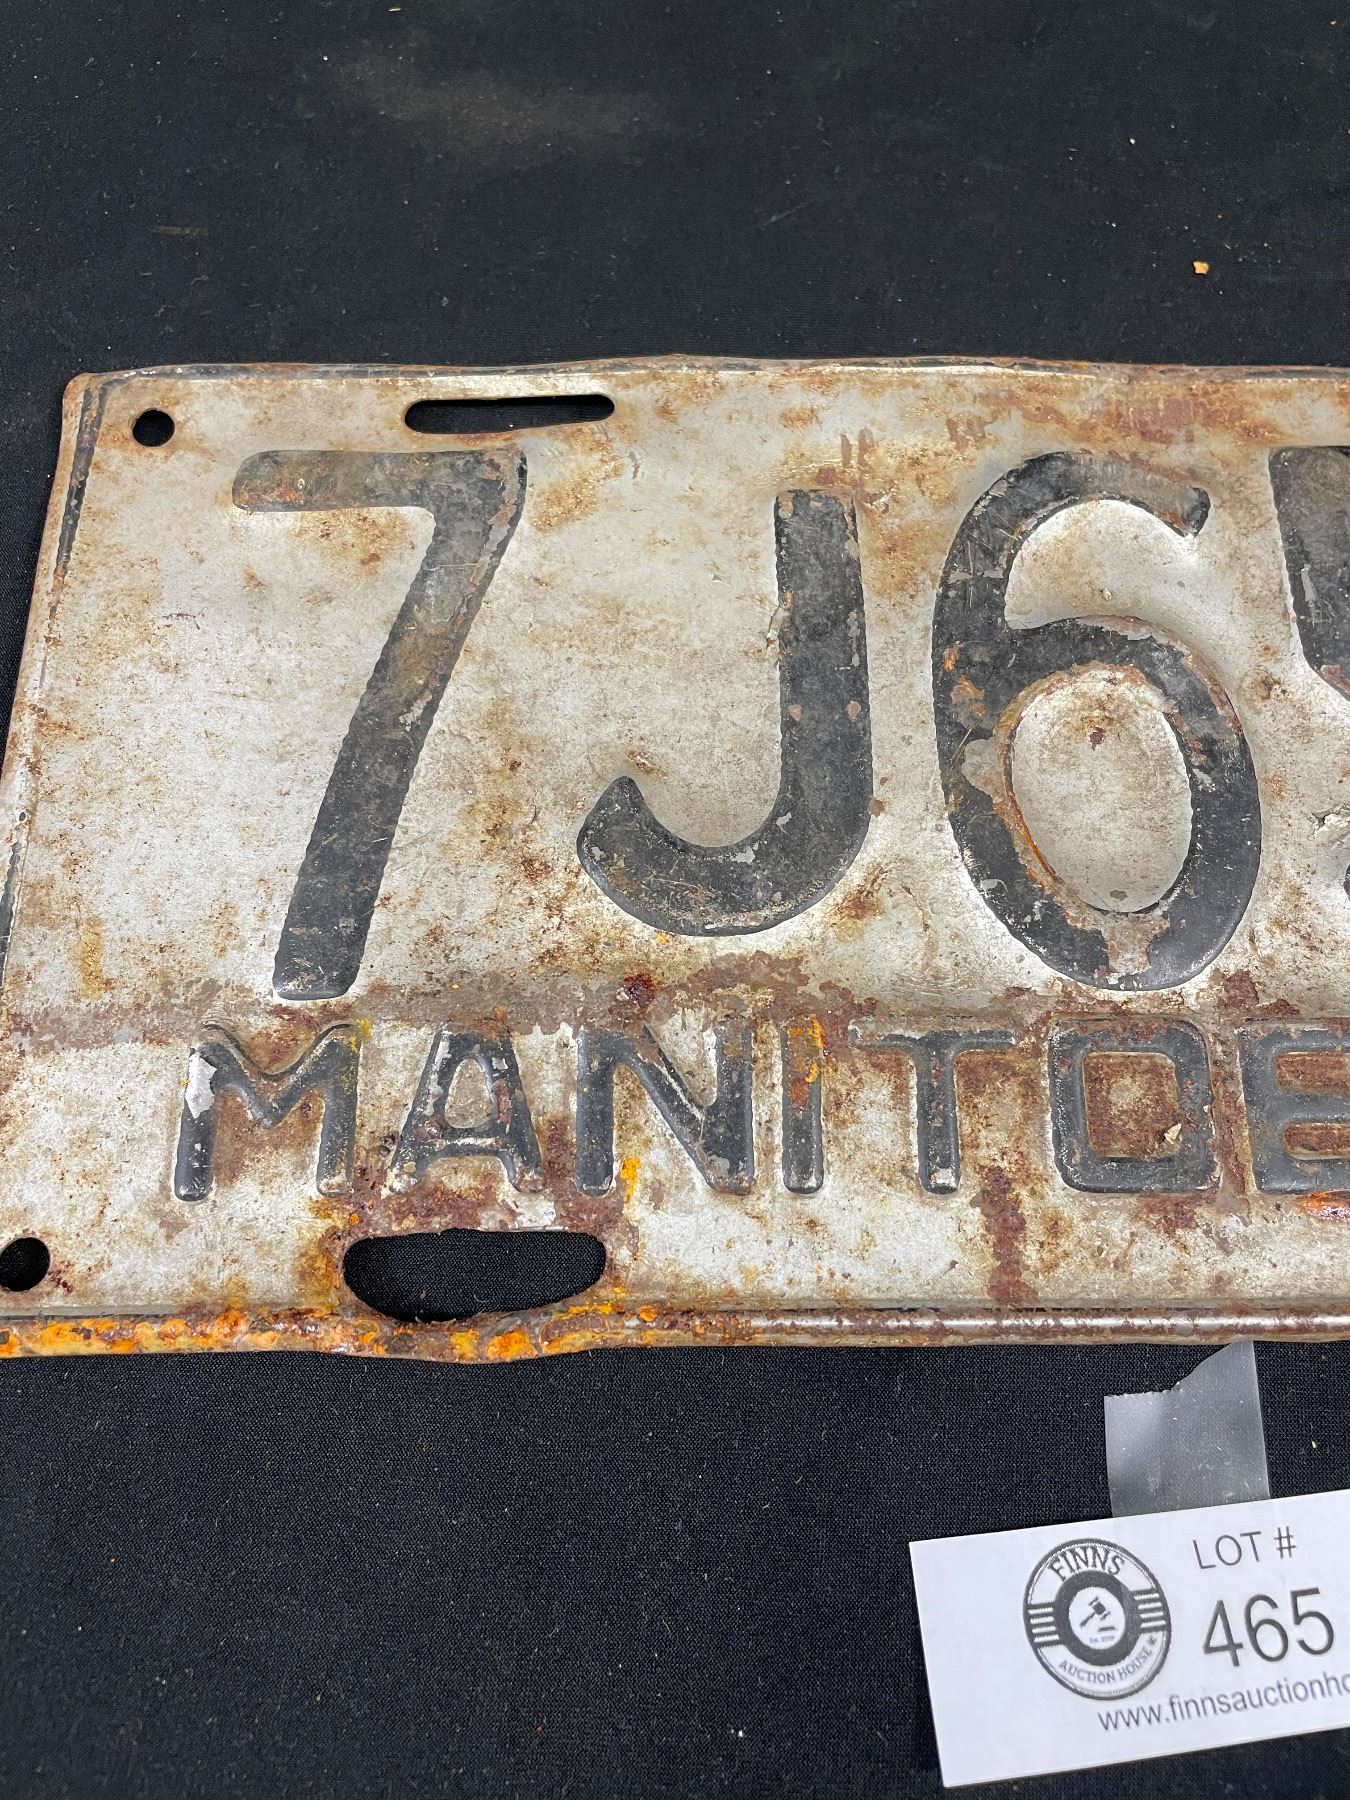 7J6
MANITOB
FINNS
AUCTION HOUSE
LOT #
465
www.finnsauctionho